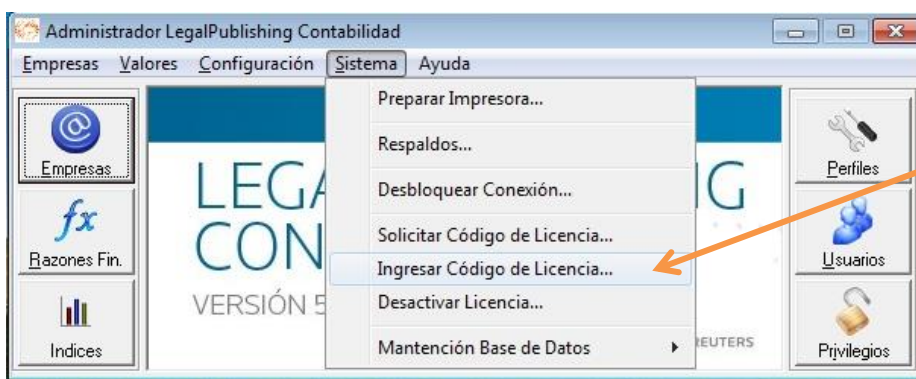 Administrador LegalPublishing Contabilidad
Empresas Valores Configuración Sistema Ayuda
Preparar Impresora...
Respaldos...
Desbloquear Conexión...
Solicitar Código de Licencia...
Ingresar Código de Licencia...
Desactivar Licencia...
Mantención Base de Datos
Empresas
Razones Fin.
Indices
LEGA
NG
CON
VERSIÓN 5
REUTERS
Perfiles
Usuarios
Privilegios